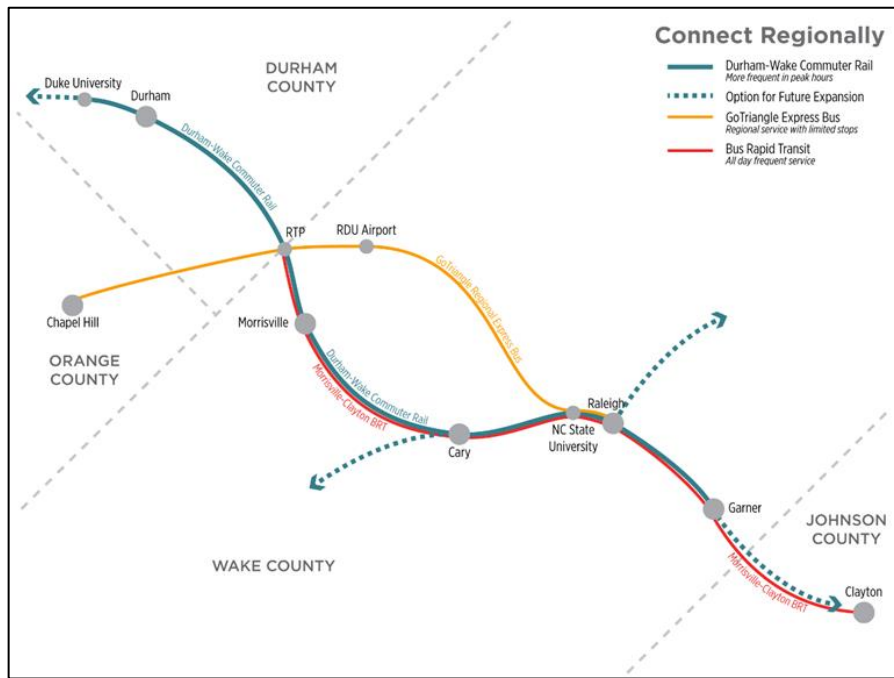 Connect Regionally
Durham-Wake Commuter Rail
More frequent in peak hours
Option for Future Expansion
GoTriangle Express Bus
Regional service with limited stops
Bus Rapid Transit
All day frequent service
DURHAM
COUNTY
Duke University
Durham
Durham-Wake Commuter Rail
RTP
RDU Airport
GoTriangle Regional Express Bus
Chapel Hill
Morrisville
ORANGE
COUNTY
Durham-Wake Commuter Rail
Morrisville-Clayton BRT
Cary
Raleigh
NC State
University
Garner
JOHNSON
COUNTY
WAKE COUNTY
Morrisville-Clayton BRT
Clayton